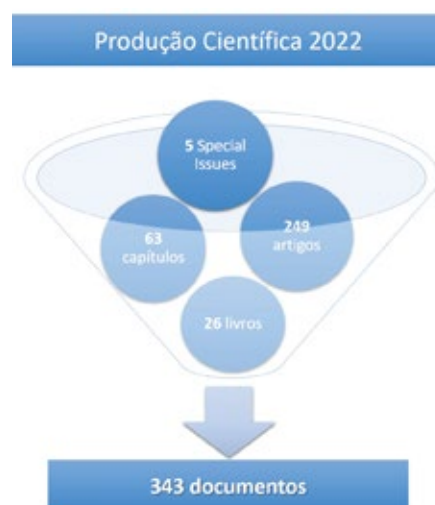 Produção Científica 2022
5 Special
Issues
63
capítulos
249
artigos
26 livros
343 documentos